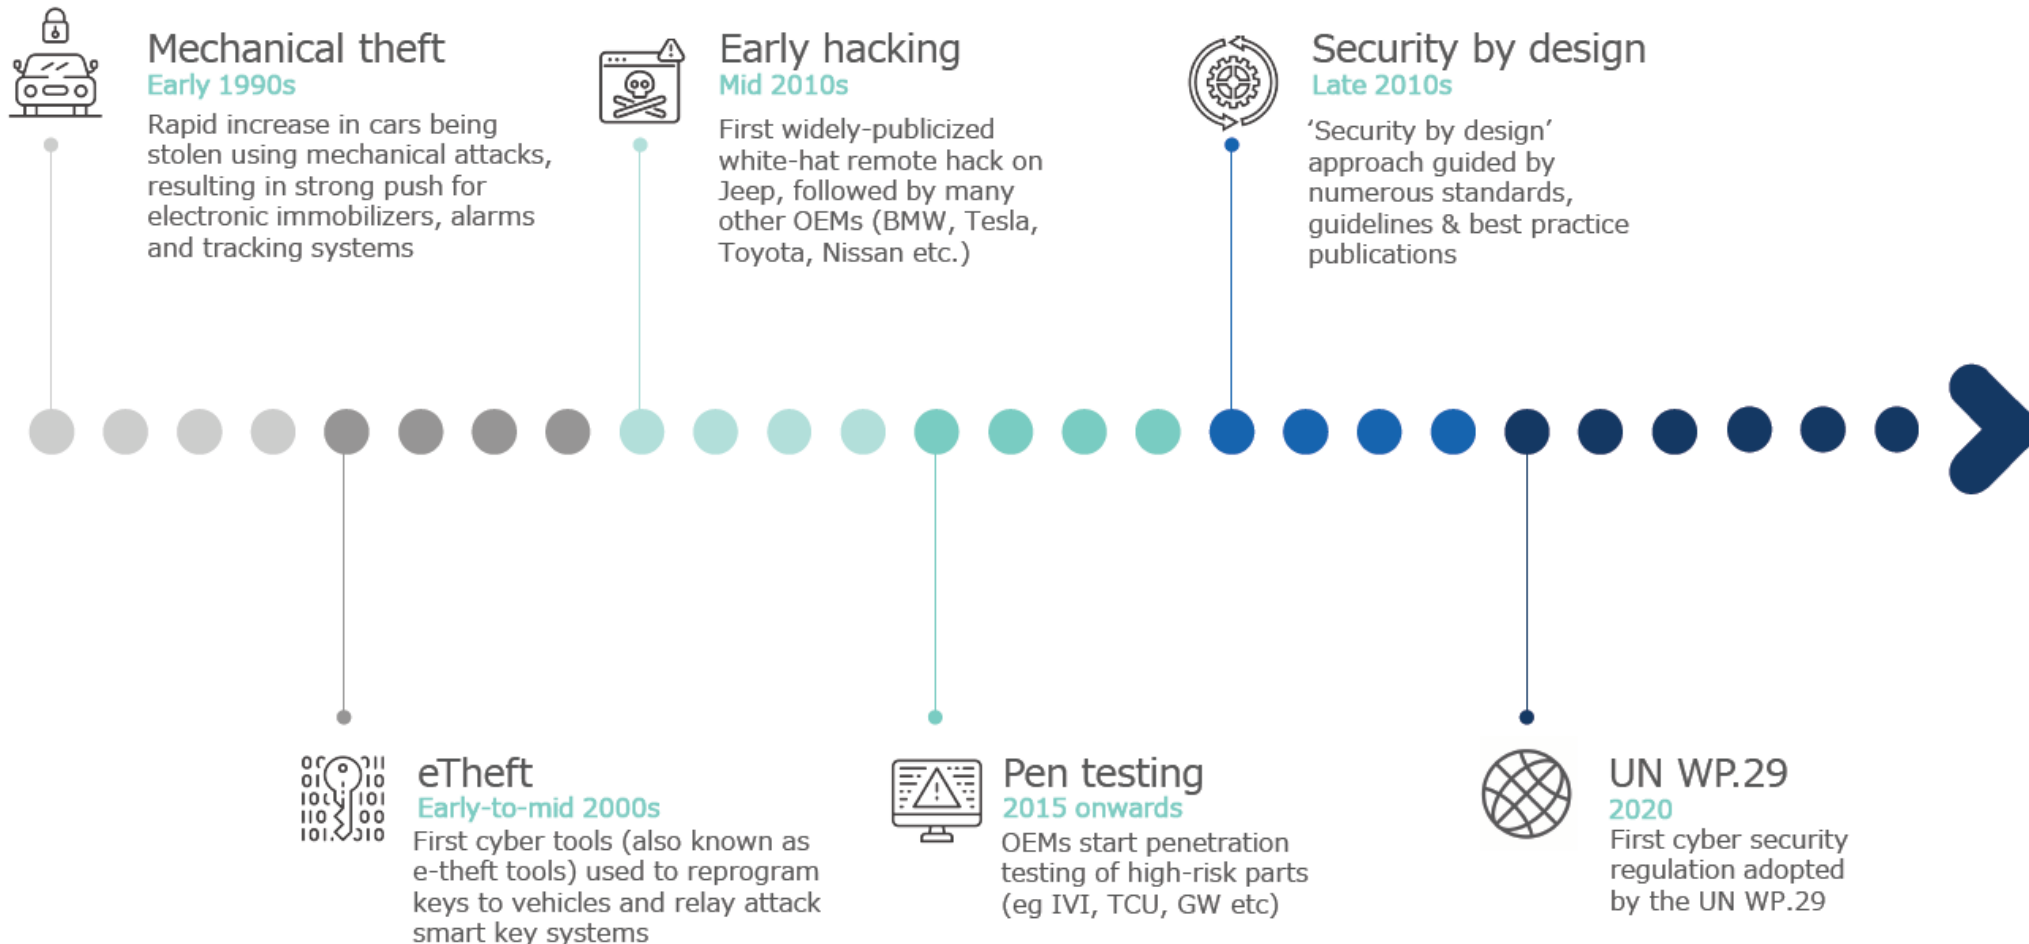 Mechanical theft
Early 1990s
Rapid increase in cars being
stolen using mechanical attacks,
resulting in strong push for
electronic immobilizers, alarms
and tracking systems
Early hacking
Mid 2010s
First widely-publicized
white-hat remote hack on
Jeep, followed by many
other OEMs (BMW, Tesla,
Toyota, Nissan etc.)
Security by design
Late 2010s
‘Security by design’
approach guided by
numerous standards,
guidelines & best practice
publications
eTheft
Early-to-mid 2000s
First cyber tools (also known as
e-theft tools) used to reprogram
keys to vehicles and relay attack
smart key systems
Pen testing
2015 onwards
OEMs start penetration
testing of high-risk parts
(eg IVI, TCU, GW etc)
UN WP.29
2020
First cyber security
regulation adopted
by the UN WP.29